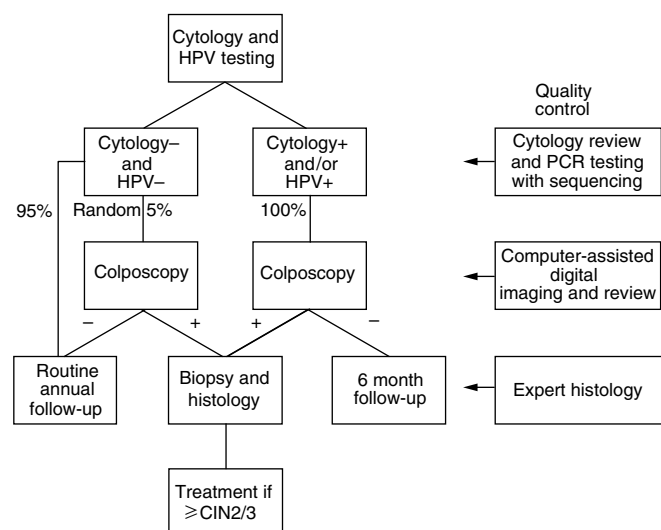 Cytology and
HPV testing
Quality
control
Cytology–
and
HPV–
Cytology+
and/or
HPV+
Cytology review
and PCR testing
with sequencing
95%
Random 5%
100%
Colposcopy
Colposcopy
Computer-assisted
digital
imaging and review
–
+
+
–
Routine
annual
follow-up
Biopsy and
histology
6 month
follow-up
Expert histology
Treatment if
≥CIN2/3